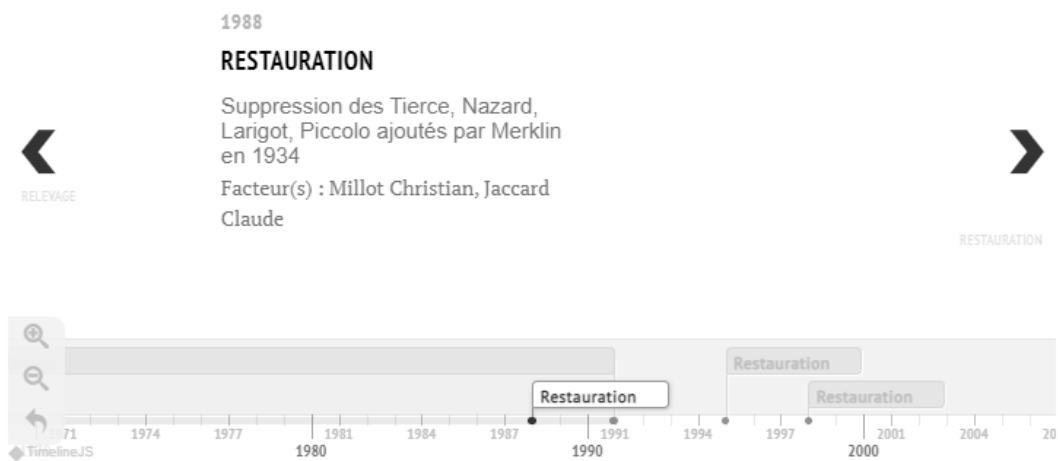 1988
RESTAURATION
Suppression des Tierce, Nazard,
Larigot, Piccolo ajoutés par Merklin
en 1934
Facteur(s) : Millot Christian, Jaccard
Claude
RELEVAGE
RESTAURATION
Restauration
Restauration
Restauration
1971 1974 1977 1981 1984 1987 1991 1994 1997 2001 2004
TimelineJS 1980 1990 2000